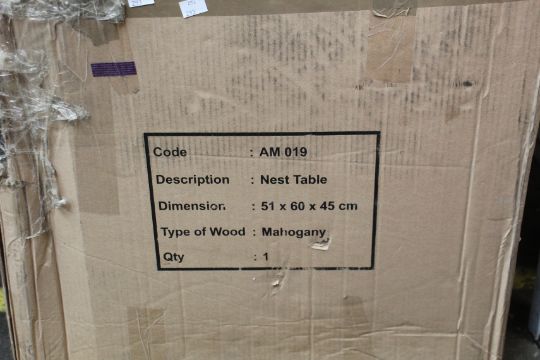 Code : AM 019
Description : Nest Table
Dimension : 51 x 60 x 45 cm
Type of Wood : Mahogany
Qty : 1